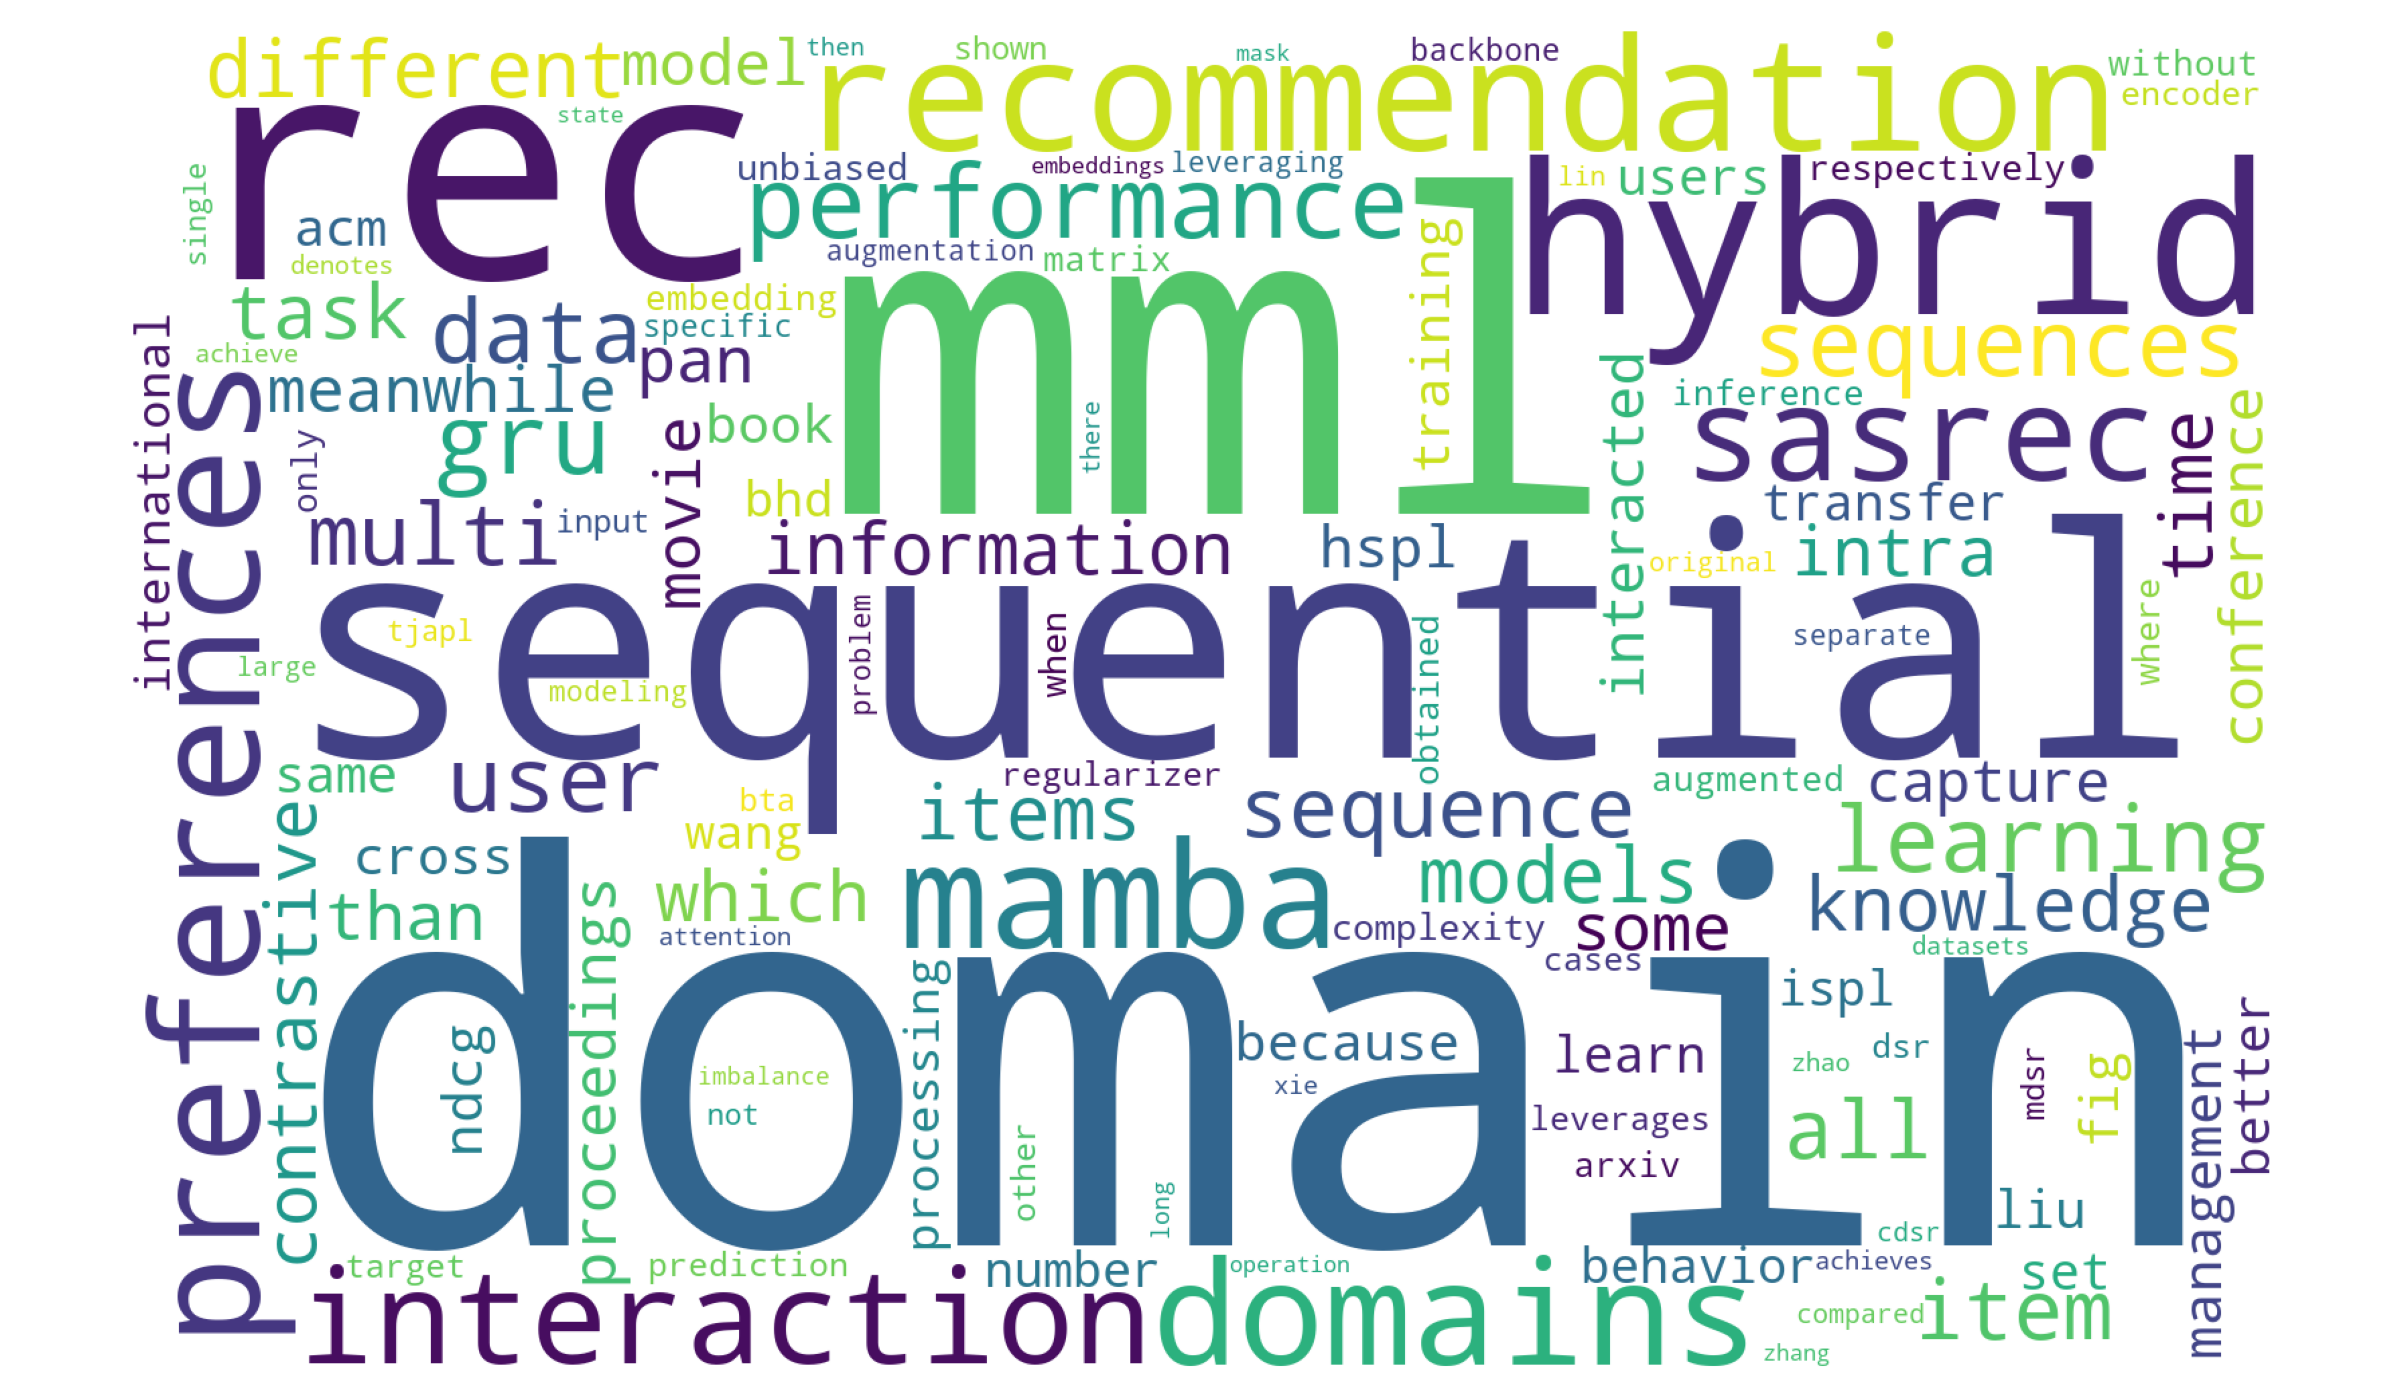 different
model
then
shown
mask
backbone
recommendation
without
encoder
rec
state
unbiased
embeddings
leveraging
lin
users
respectively
hybrid
single
acm
denotes
performance
augmentation
matrix
training
mml
task
data
embedding
specific
pan
sequences
international
achieve
meanwhile
gru
movie
book
there
bhd
interacted
inference
sasrec
time
conference
preferences
only
multi
input
information
hspl
transfer
original
intra
sequential
tjapl
large
modeling
problem
when
obtained
separate
where
same
user
regularizer
bta
wang
items
sequence
augmented
capture
learning
contrastive
cross
than
which
attention
mamba
models
complexity
some
knowledge
cases
datasets
domain
ndcg
proceedings
imbalance
not
processing
because
xie
other
long
learn
leverages
arxiv
ispl
zhao
dsr
mdsr
fig
all
management
better
liu
cdsr
target
prediction
number
operation
behavior
achieves
set
interaction
domains
compared
item
zhang